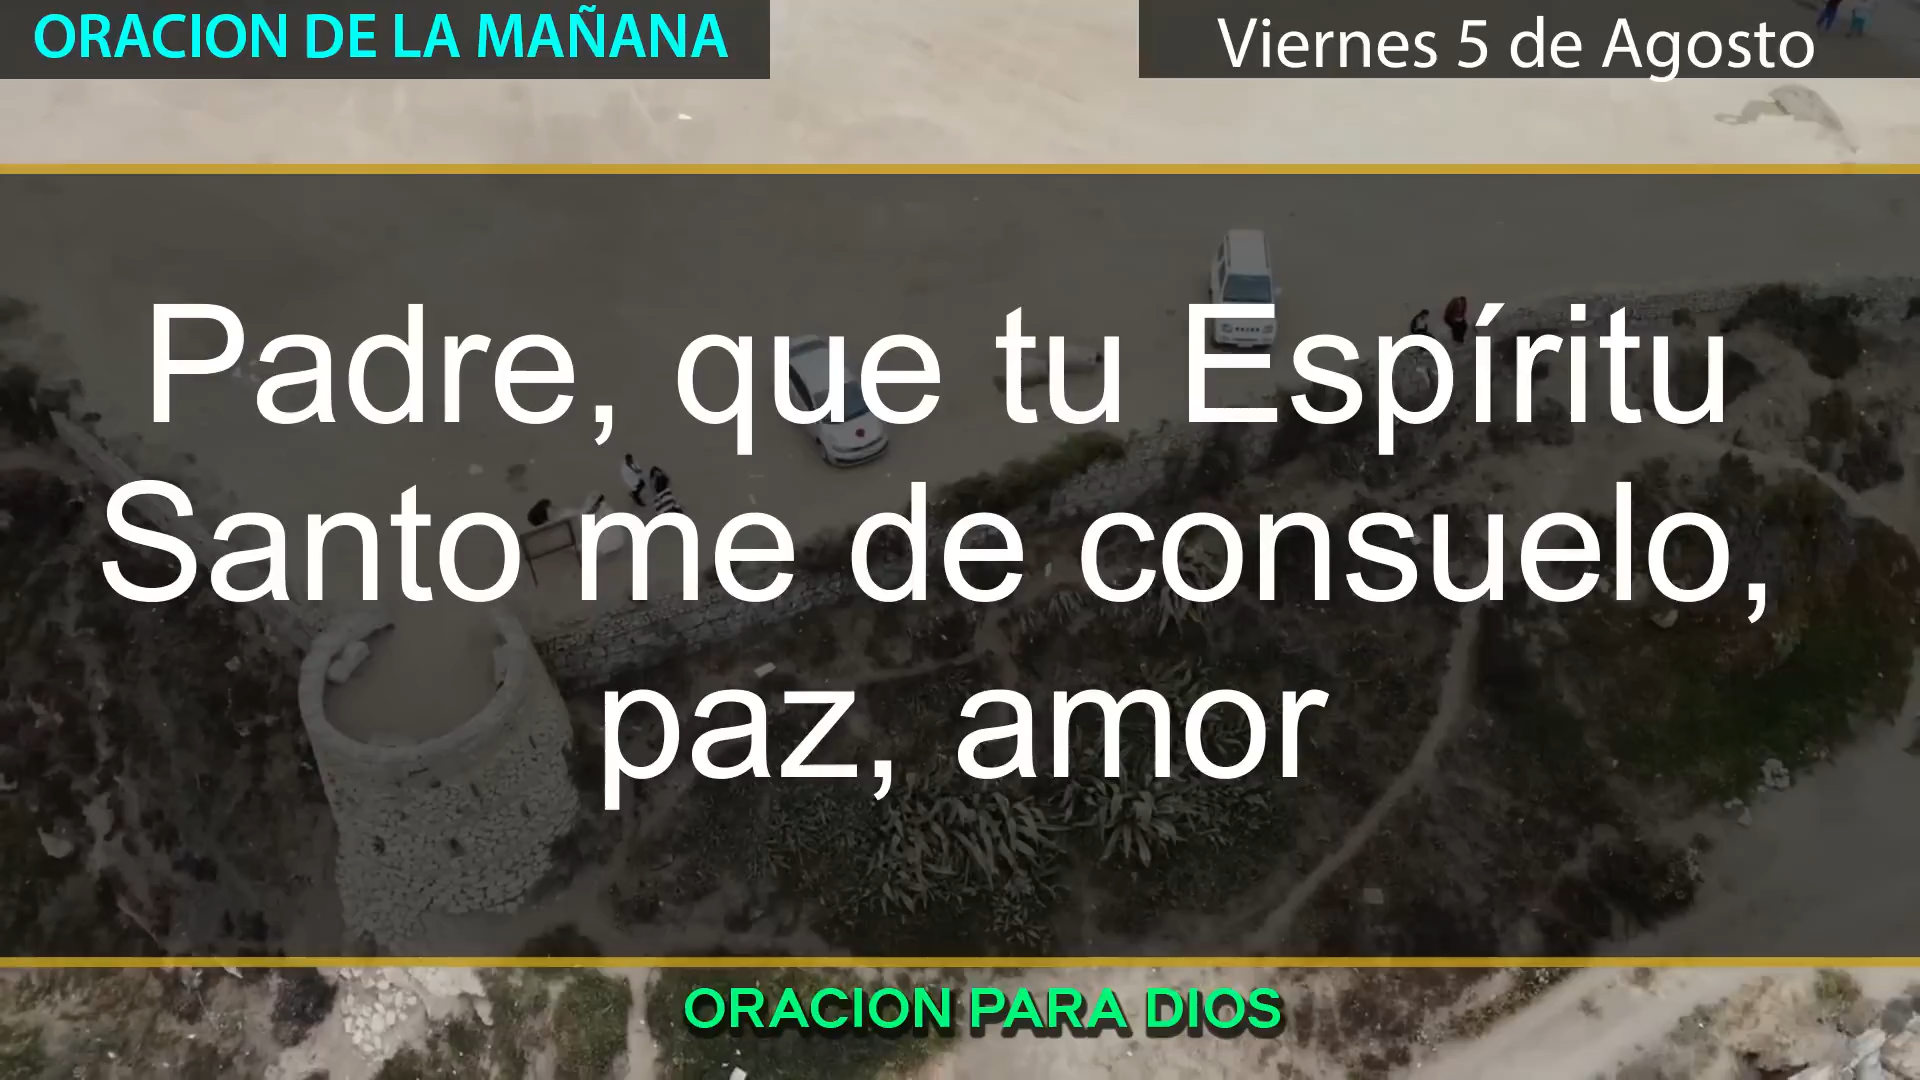 ORACION DE LA MAÑANA
Viernes 5 de Agosto
Padre, que tu Espíritu
Santo me de consuelo,
paz, amor
ORACION PARA DIOS